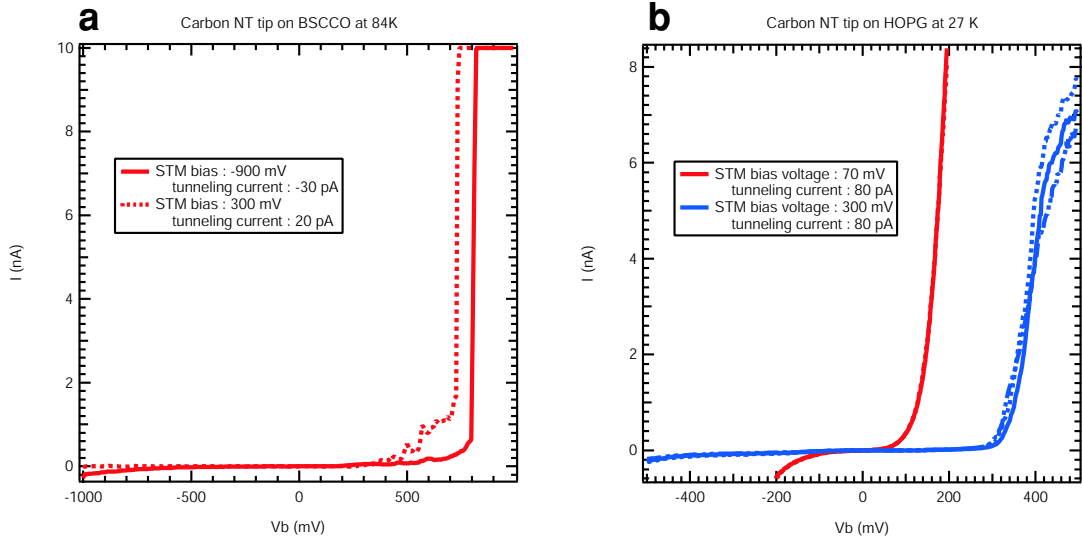 a
Carbon NT tip on BSCCO at 84K
10
8
6
4
2
0
I (nA)
STM bias : -900 mV
tunneling current : -30 pA
STM bias : 300 mV
tunneling current : 20 pA
-1000
-500
0
500
Vb (mV)
b
Carbon NT tip on HOPG at 27 K
8
6
4
2
0
I (nA)
STM bias voltage : 70 mV
tunneling current : 80 pA
STM bias voltage : 300 mV
tunneling current : 80 pA
-400
-200
0
200
400
Vb (mV)